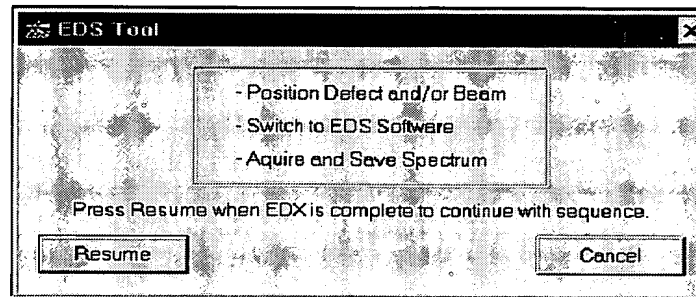 EDS Tool
- Position Defect and/or Beam
- Switch to EDS Software
- Aquire and Save Spectrum
Press Resume when EDX is complete to continue with sequence.
Resume
Cancel